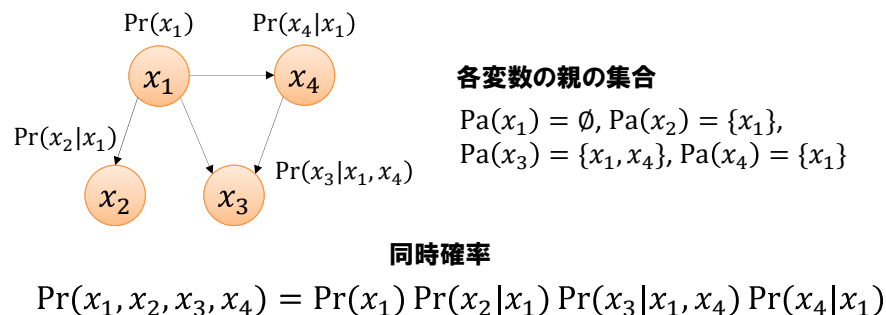 Pr(x₁)
Pr(x₄|x₁)
x₁
x₄
Pr(x₂|x₁)
x₂
x₃
Pr(x₃|x₁, x₄)
各変数の親の集合
Pa(x₁) = ∅, Pa(x₂) = {x₁},
Pa(x₃) = {x₁, x₄}, Pa(x₄) = {x₁}
同時確率
Pr(x₁, x₂, x₃, x₄) = Pr(x₁) Pr(x₂|x₁) Pr(x₃|x₁, x₄) Pr(x₄|x₁)